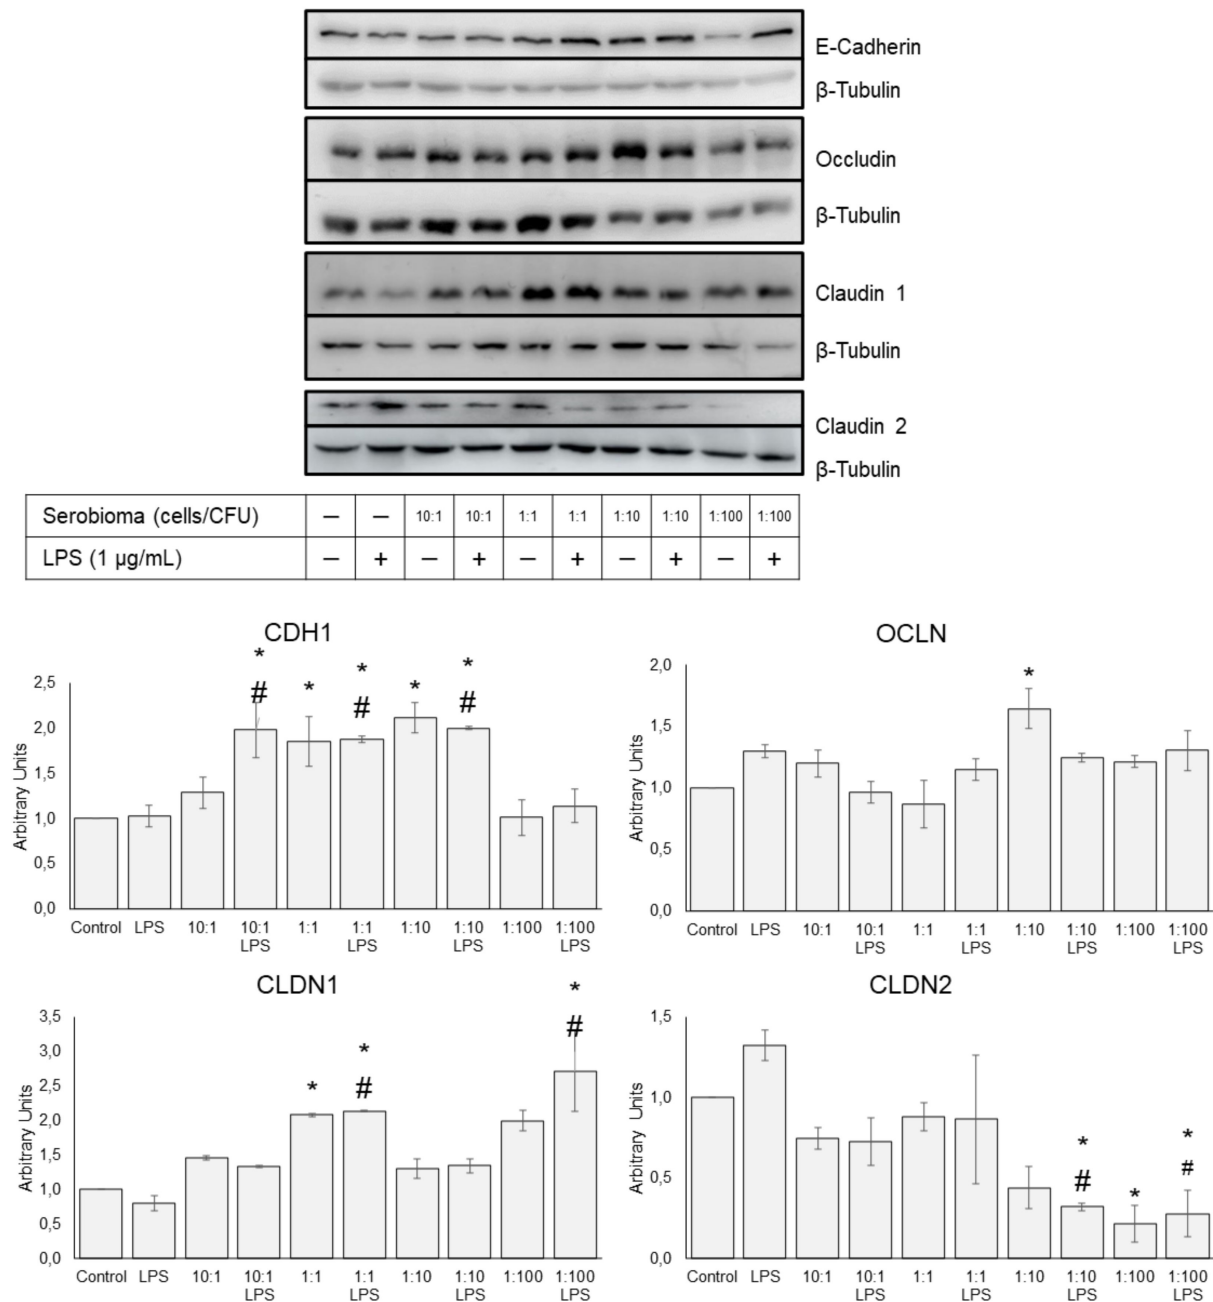 E-Cadherin
β-Tubulin
Occludin
β-Tubulin
Claudin 1
β-Tubulin
Claudin 2
β-Tubulin
Serobioma (cells/CFU) − − 10:1 10:1 1:1 1:1 1:10 1:10 1:100 1:100
LPS (1 µg/mL) − + − + − + − + − +
CDH1
* # * * # * * #
2,5
2,0
1,5
1,0
0,5
0,0
Arbitrary Units
Control LPS 10:1 10:1 LPS 1:1 1:1 LPS 1:10 1:10 LPS 1:100 1:100 LPS
OCLN
*
2,0
1,5
1,0
0,5
0,0
Arbitrary Units
Control LPS 10:1 10:1 LPS 1:1 1:1 LPS 1:10 1:10 LPS 1:100 1:100 LPS
CLDN1
* * # * #
3,5
3,0
2,5
2,0
1,5
1,0
0,5
0,0
Arbitrary Units
Control LPS 10:1 10:1 LPS 1:1 1:1 LPS 1:10 1:10 LPS 1:100 1:100 LPS
CLDN2
* # * * #
1,5
1,0
0,5
0,0
Arbitrary Units
Control LPS 10:1 10:1 LPS 1:1 1:1 LPS 1:10 1:10 LPS 1:100 1:100 LPS